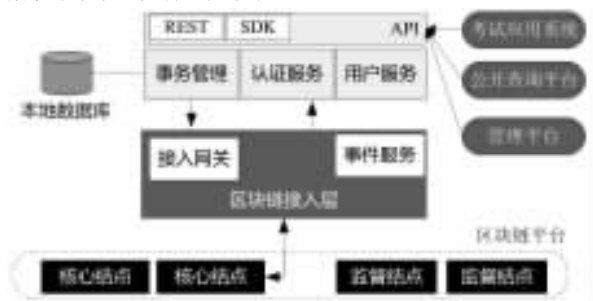 REST SDK API
考试应用系统
事务管理 认证服务 用户服务
公开查询平台
本地数据库
管理平台
接入网关 事件服务
区块链接入层
区块链平台
核心结点 核心结点 监督结点 监督结点